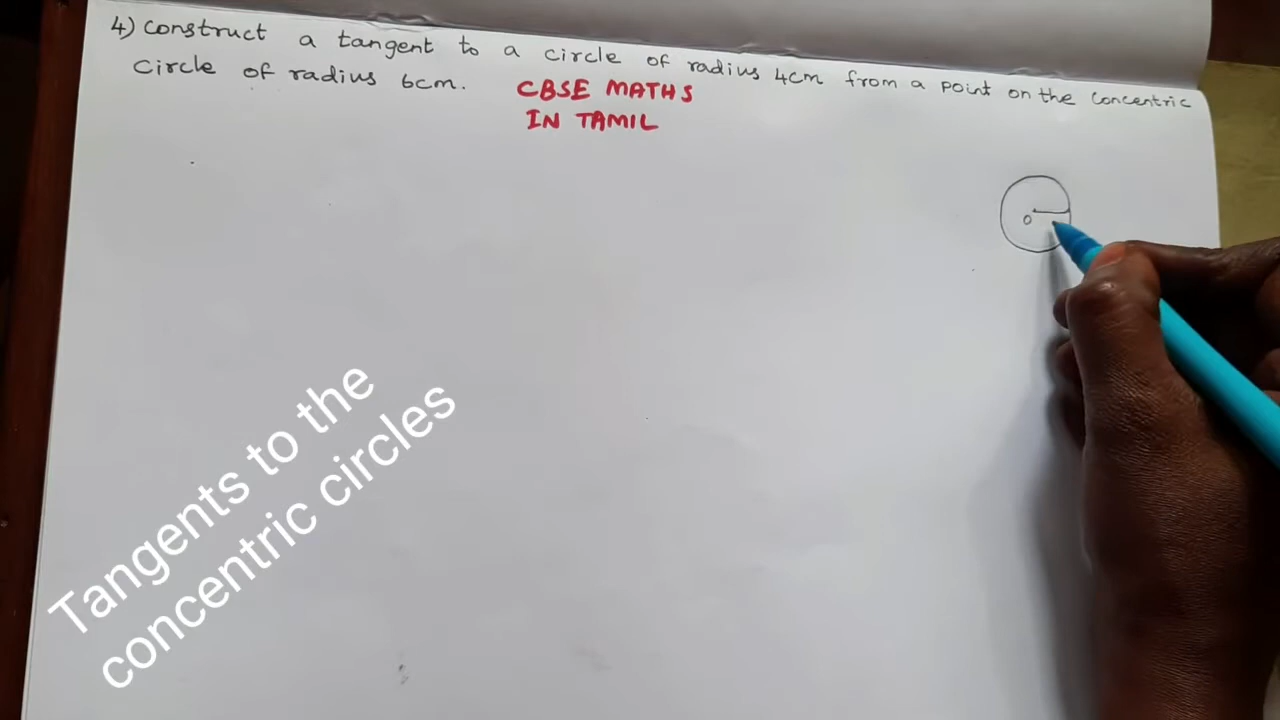 4) Construct a tangent to a circle of radius 4cm from a point on the concentric
Circle of radius 6cm.
CBSE MATHS
IN TAMIL
O
Tangents to the
concentric circles